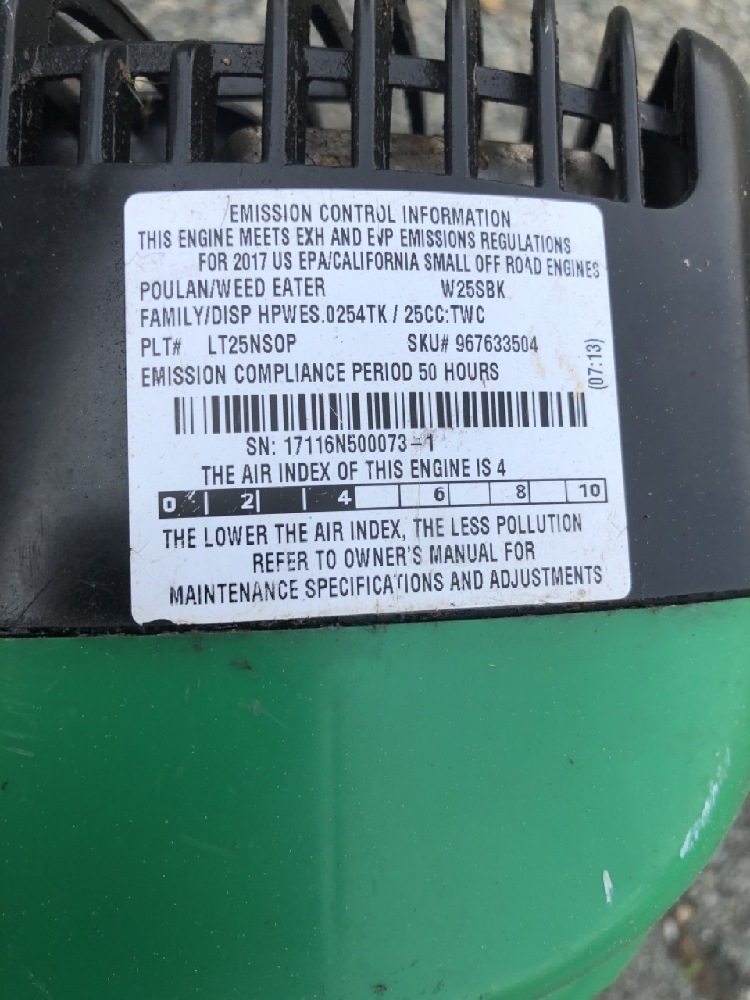 EMISSION CONTROL INFORMATION
THIS ENGINE MEETS EXH AND EVP EMISSIONS REGULATIONS
FOR 2017 US EPA/CALIFORNIA SMALL OFF ROAD ENGINES
POULAN/WEED EATER W25SBK
FAMILY/DISP HPWES.0254TK / 25CC:TWC
PLT# LT25NSOP SKU# 967633504
EMISSION COMPLIANCE PERIOD 50 HOURS
(07:13)
SN: 17116N500073-1
THE AIR INDEX OF THIS ENGINE IS 4
0 | 2| | 4 6 8 10
THE LOWER THE AIR INDEX, THE LESS POLLUTION
REFER TO OWNER'S MANUAL FOR
MAINTENANCE SPECIFICATIONS AND ADJUSTMENTS